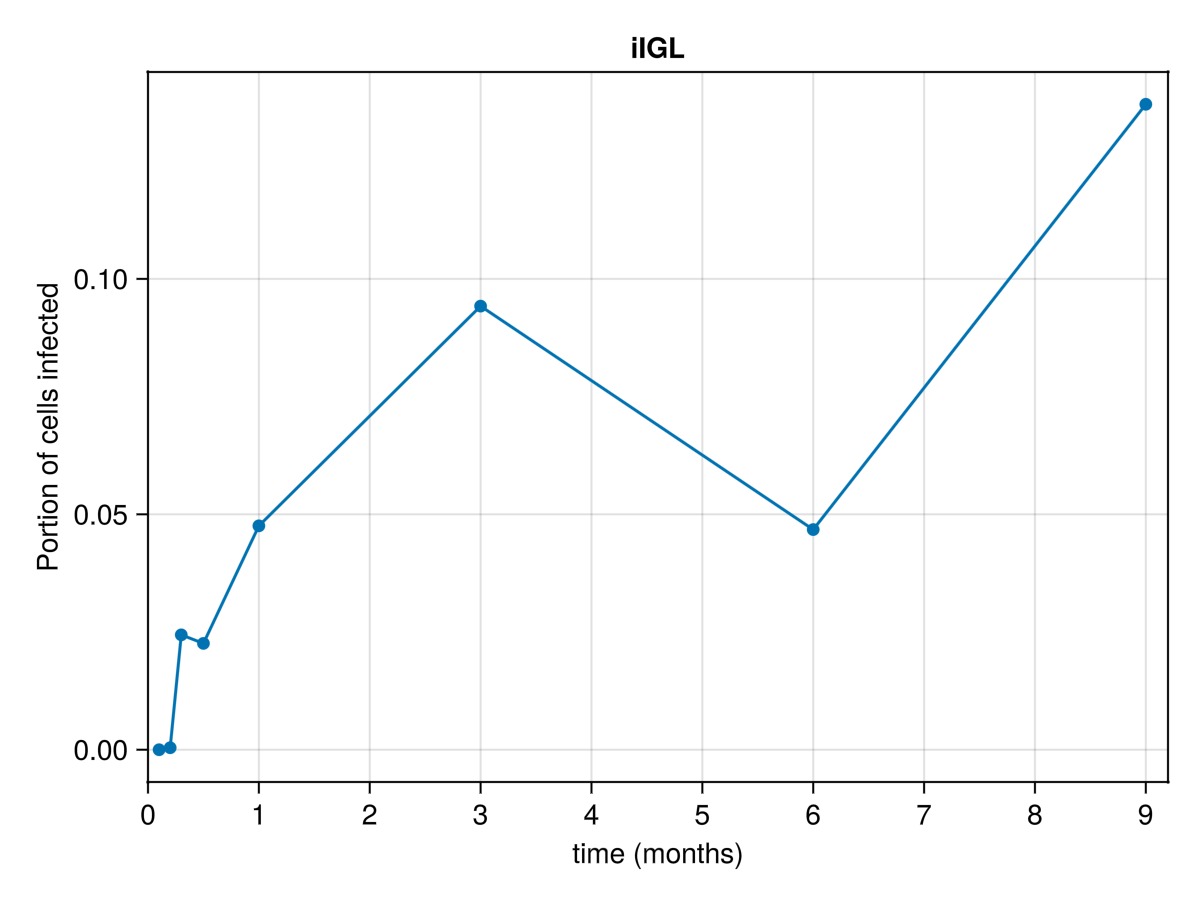 iIGL
Portion of cells infected
0.10
0.05
0.00
0 1 2 3 4 5 6 7 8 9
time (months)